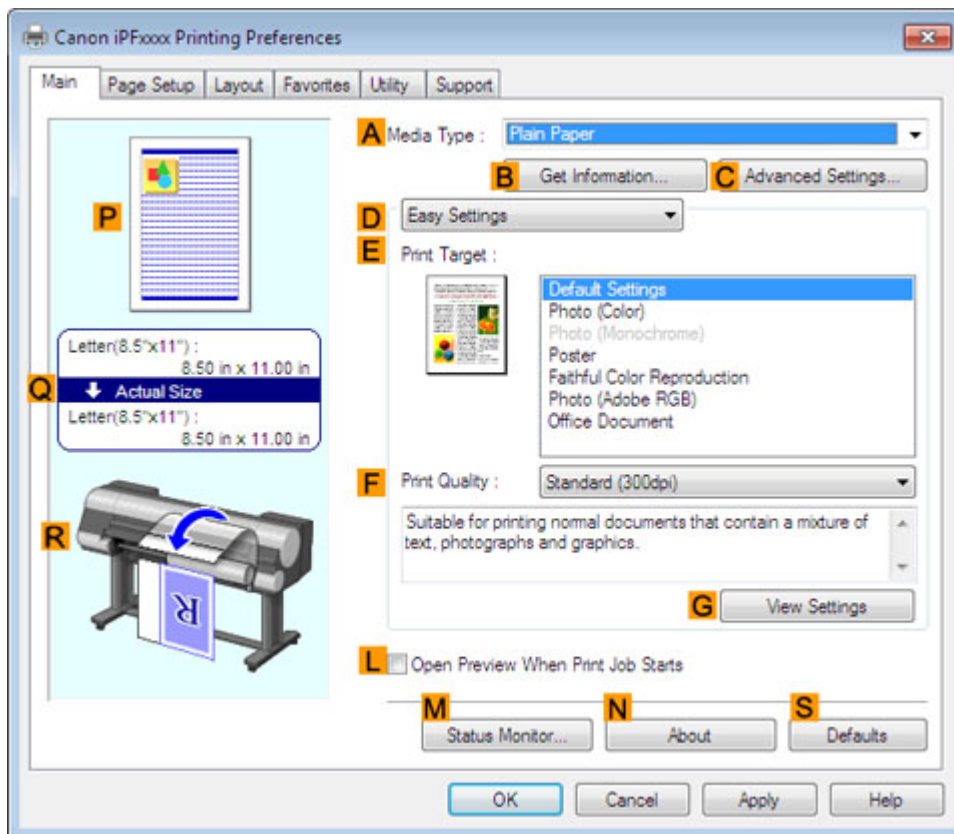 Canon iPFxxxx Printing Preferences
Main
Page Setup
Layout
Favorites
Utility
Support
P
Letter(8.5"x11") :
8.50 in x 11.00 in
Q
Actual Size
Letter(8.5"x11") :
8.50 in x 11.00 in
R
R
A Media Type : Plain Paper
B Get Information...
C Advanced Settings...
D Easy Settings
E Print Target :
Default Settings
Photo (Color)
Photo (Monochrome)
Poster
Faithful Color Reproduction
Photo (Adobe RGB)
Office Document
F Print Quality : Standard (300dpi)
Suitable for printing normal documents that contain a mixture of
text, photographs and graphics.
G View Settings
L Open Preview When Print Job Starts
M Status Monitor...
N About
S Defaults
OK
Cancel
Apply
Help